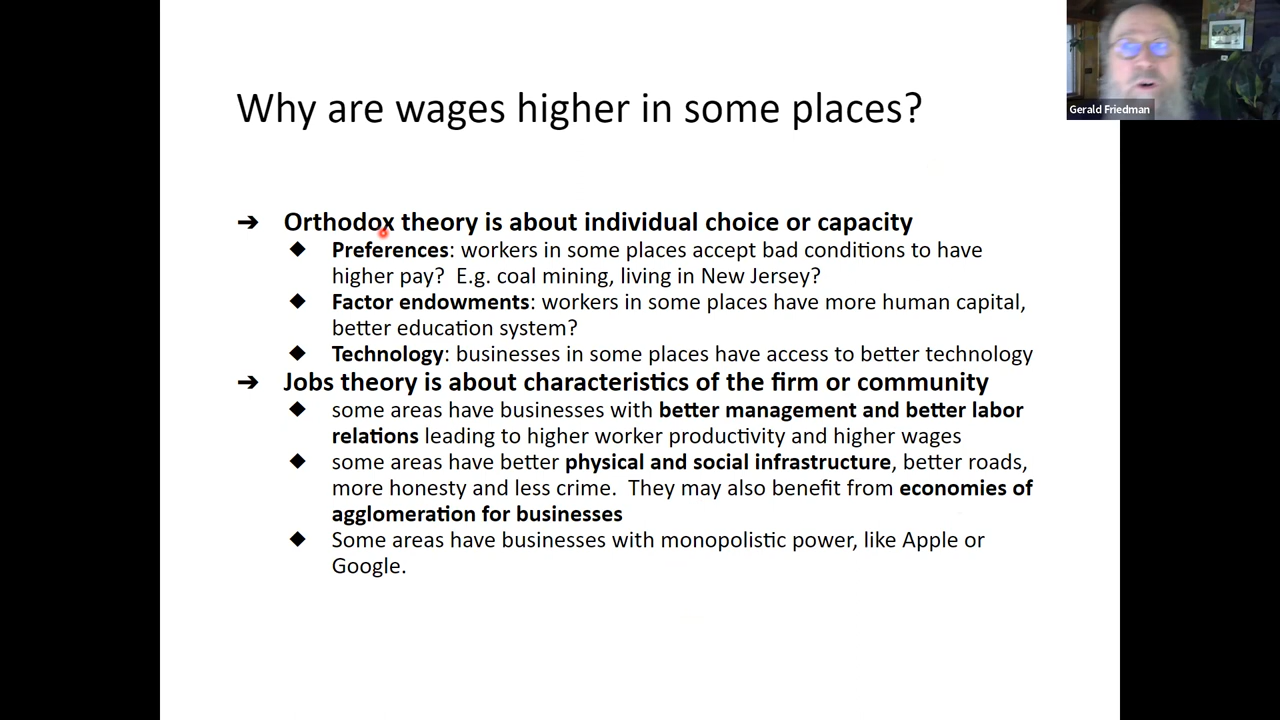 Gerald Friedman
Why are wages higher in some places?
➔ Orthodox theory is about individual choice or capacity
◆ Preferences: workers in some places accept bad conditions to have
higher pay?  E.g. coal mining, living in New Jersey?
◆ Factor endowments: workers in some places have more human capital,
better education system?
◆ Technology: businesses in some places have access to better technology
➔ Jobs theory is about characteristics of the firm or community
◆ some areas have businesses with better management and better labor
relations leading to higher worker productivity and higher wages
◆ some areas have better physical and social infrastructure, better roads,
more honesty and less crime.  They may also benefit from economies of
agglomeration for businesses
◆ Some areas have businesses with monopolistic power, like Apple or
Google.